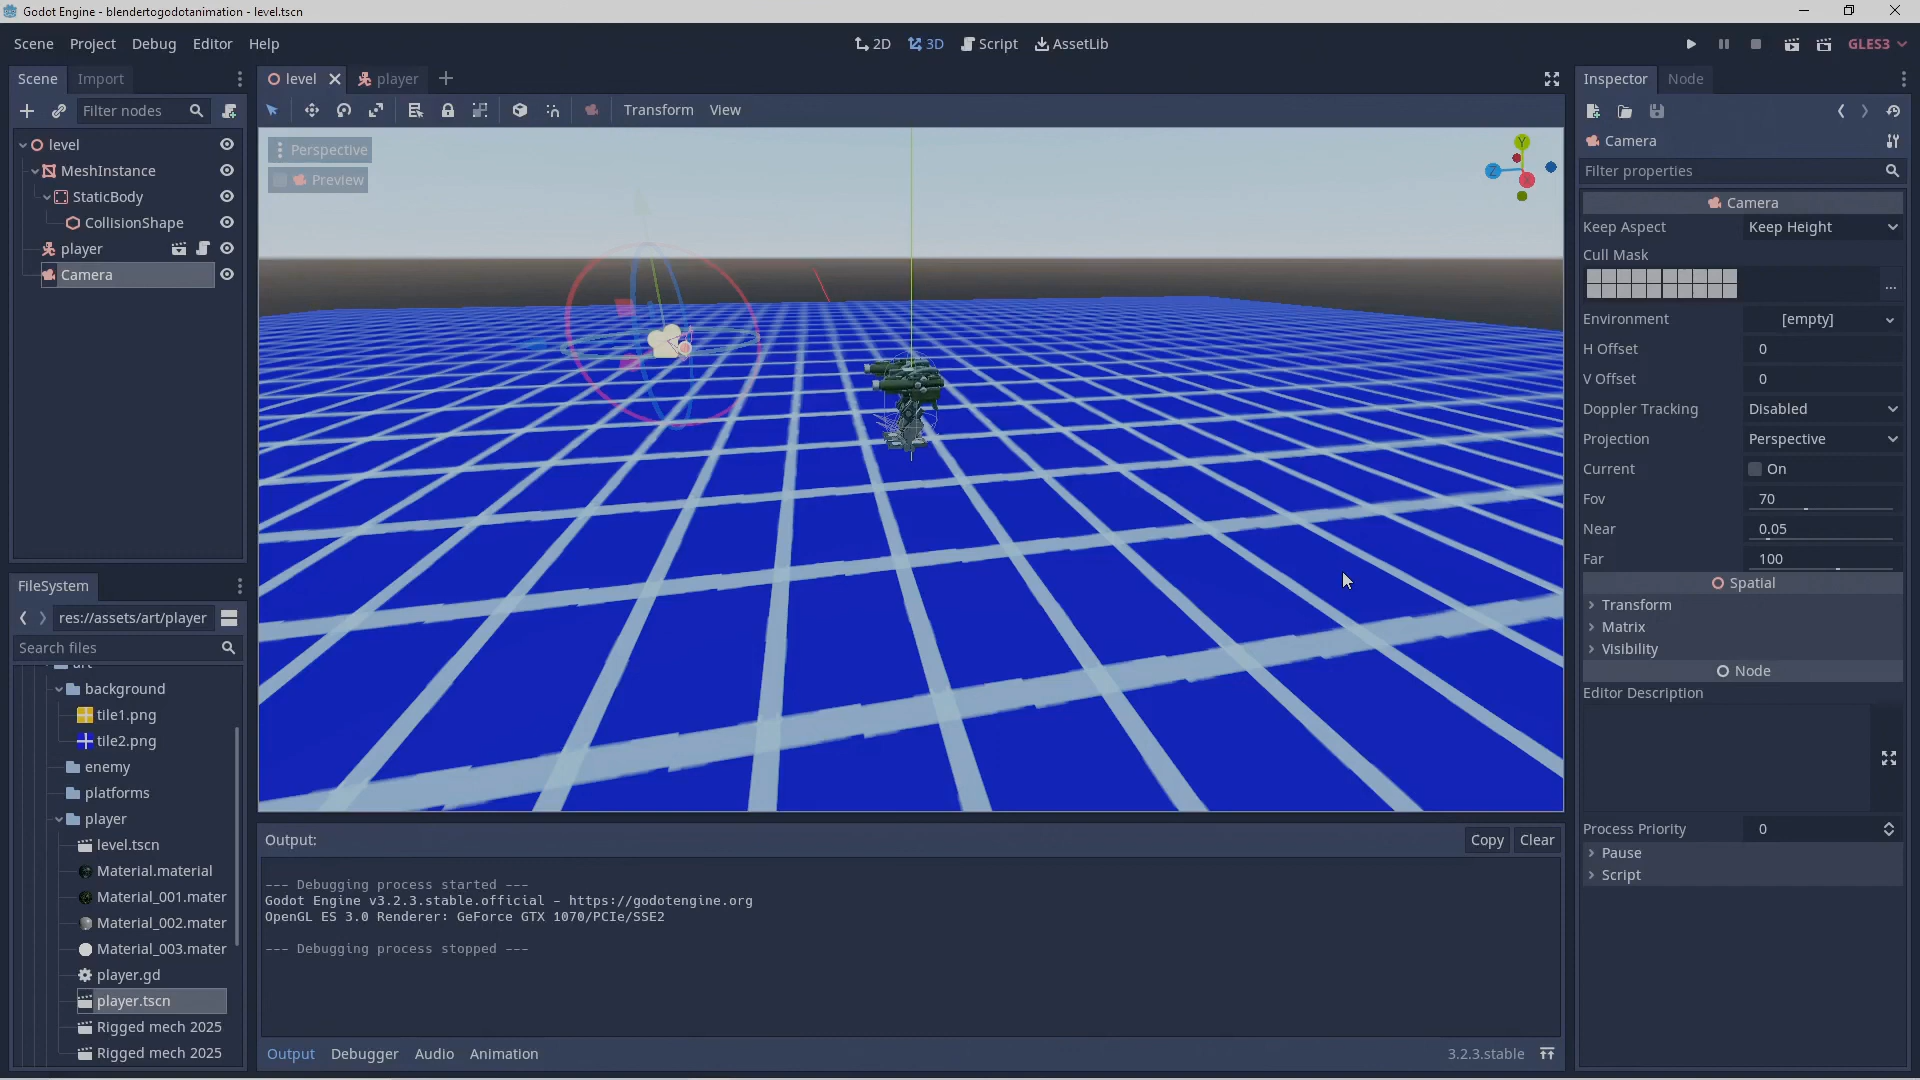 Godot Engine - blendertogodotanimation - level.tscn
Scene Project Debug Editor Help
2D 3D Script AssetLib
GLES3
Scene Import
level player
Inspector Node
Filter nodes
Transform View
level
MeshInstance
StaticBody
CollisionShape
player
Camera
Perspective
Preview
Y
Z
Camera
Filter properties
Camera
Keep Aspect Keep Height
Cull Mask
...
Environment [empty]
H Offset 0
V Offset 0
Doppler Tracking Disabled
Projection Perspective
Current On
Fov 70
Near 0.05
Far 100
Spatial
Transform
Matrix
Visibility
Node
Editor Description
Process Priority 0
Pause
Script
FileSystem
res://assets/art/player
Search files
art
background
tile1.png
tile2.png
enemy
platforms
player
level.tscn
Material.material
Material_001.mater
Material_002.mater
Material_003.mater
player.gd
player.tscn
Rigged mech 2025
Rigged mech 2025
Output:
Copy Clear
--- Debugging process started ---
Godot Engine v3.2.3.stable.official - https://godotengine.org
OpenGL ES 3.0 Renderer: GeForce GTX 1070/PCIe/SSE2
--- Debugging process stopped ---
Output Debugger Audio Animation
3.2.3.stable